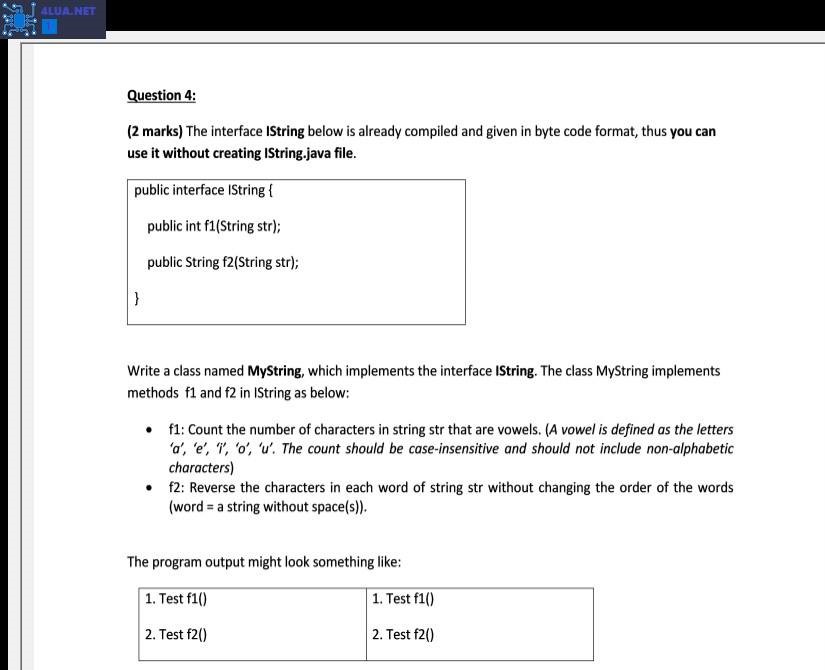 4LUA.NET
1
Question 4:
(2 marks) The interface IString below is already compiled and given in byte code format, thus you can
use it without creating IString.java file.
public interface IString {
public int f1(String str);
public String f2(String str);
}
Write a class named MyString, which implements the interface IString. The class MyString implements
methods f1 and f2 in IString as below:
• f1: Count the number of characters in string str that are vowels. (A vowel is defined as the letters
‘a’, ‘e’, ‘i’, ‘o’, ‘u’. The count should be case-insensitive and should not include non-alphabetic
characters)
• f2: Reverse the characters in each word of string str without changing the order of the words
(word = a string without space(s)).
The program output might look something like:
1. Test f1() 1. Test f1()
2. Test f2() 2. Test f2()